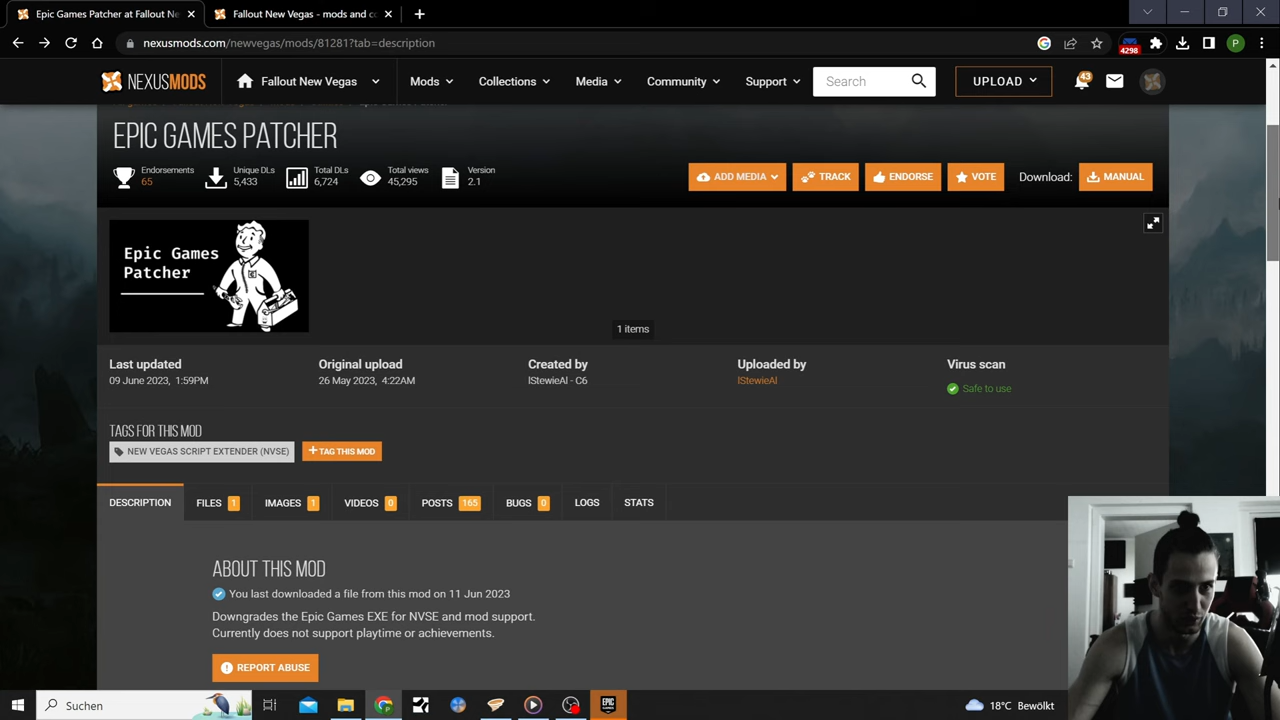 Epic Games Patcher at Fallout Ne
Fallout New Vegas - mods and co
nexusmods.com/newvegas/mods/81281?tab=description
4298
P
NEXUSMODS
Fallout New Vegas
Mods
Collections
Media
Community
Support
Search
UPLOAD
43
EPIC GAMES PATCHER
Endorsements
65
Unique DLs
5,433
Total DLs
6,724
Total views
45,295
Version
2.1
ADD MEDIA
TRACK
ENDORSE
VOTE
Download:
MANUAL
Epic Games
Patcher
1 items
Last updated
09 June 2023, 1:59PM
Original upload
26 May 2023, 4:22AM
Created by
lStewieAl - C6
Uploaded by
lStewieAl
Virus scan
Safe to use
TAGS FOR THIS MOD
NEW VEGAS SCRIPT EXTENDER (NVSE)
+ TAG THIS MOD
DESCRIPTION
FILES 1
IMAGES 1
VIDEOS 0
POSTS 165
BUGS 0
LOGS
STATS
ABOUT THIS MOD
You last downloaded a file from this mod on 11 Jun 2023
Downgrades the Epic Games EXE for NVSE and mod support.
Currently does not support playtime or achievements.
REPORT ABUSE
Suchen
EPIC
GAMES
18°C Bewölkt